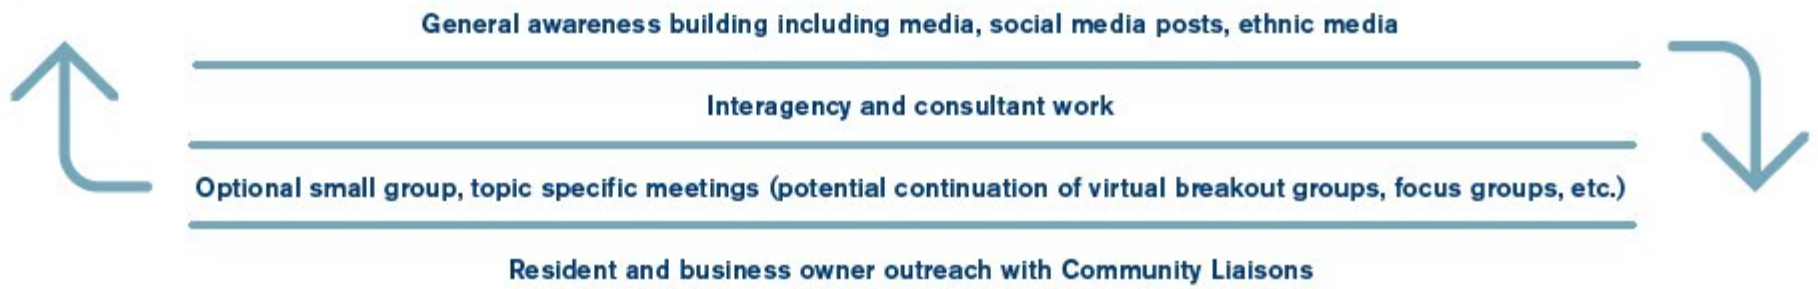 General awareness building including media, social media posts, ethnic media
Interagency and consultant work
Optional small group, topic specific meetings (potential continuation of virtual breakout groups, focus groups, etc.)
Resident and business owner outreach with Community Liaisons